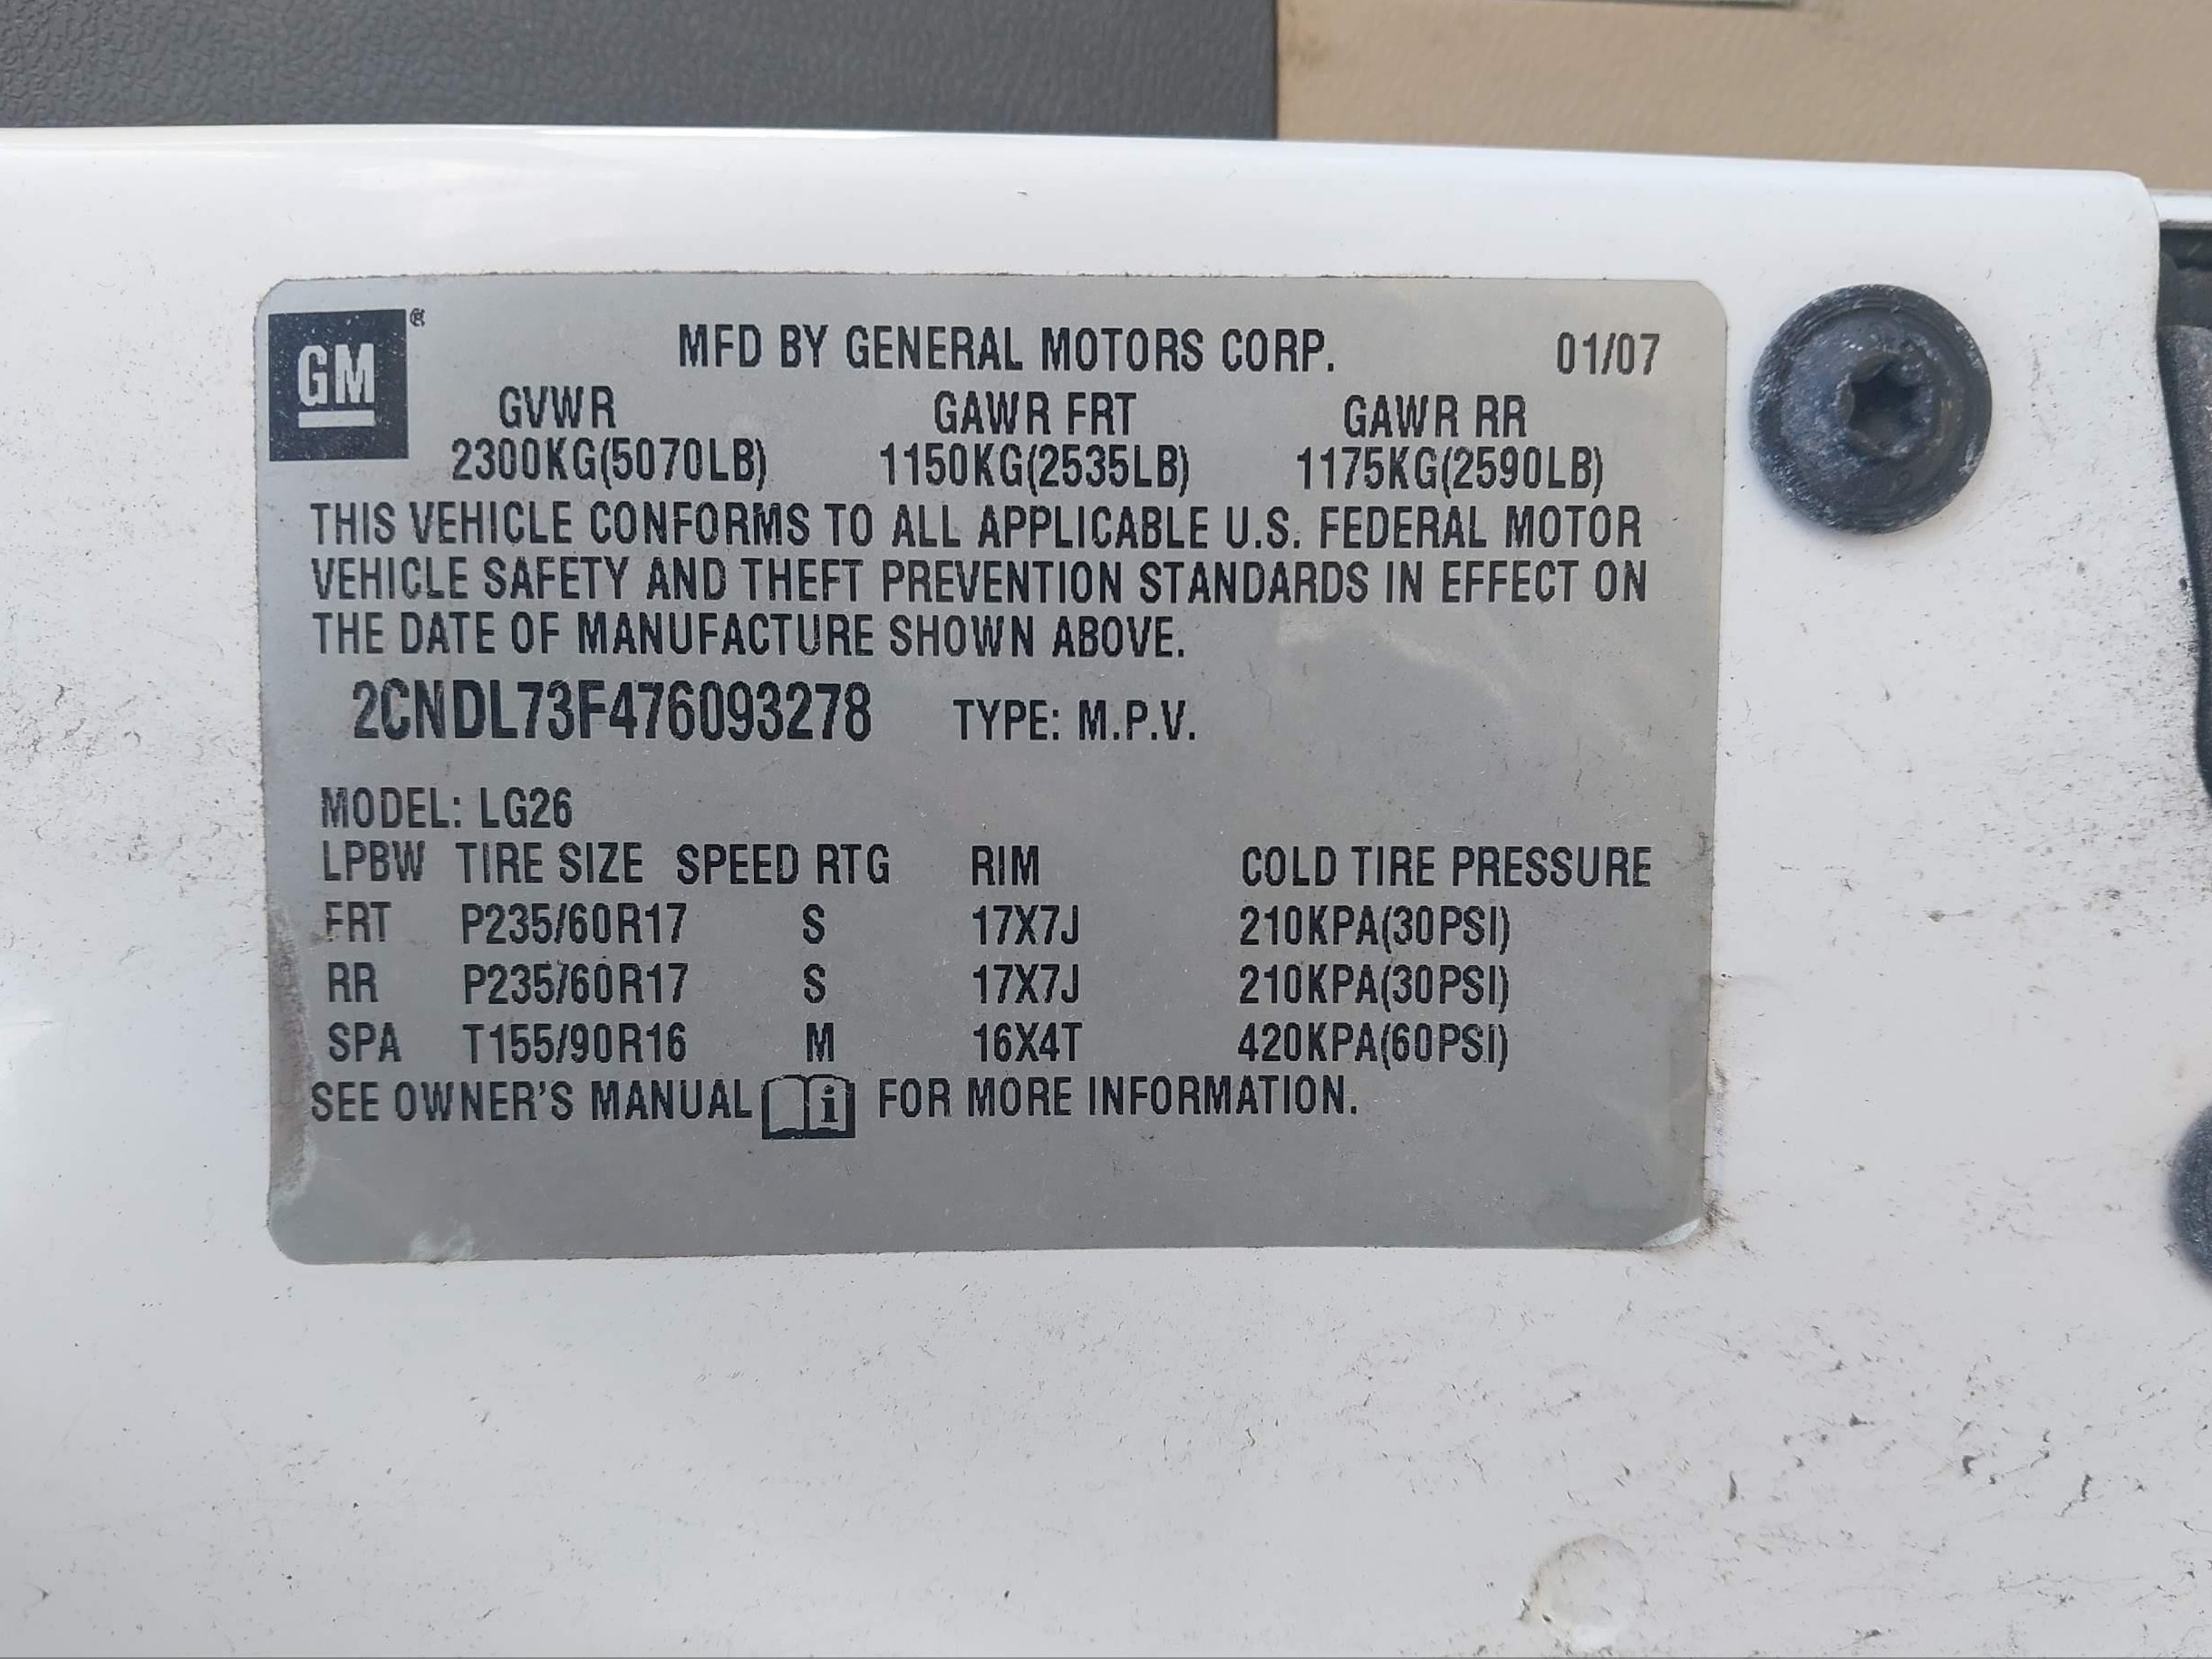 GM ®
MFD BY GENERAL MOTORS CORP. 01/07
GVWR GAWR FRT GAWR RR
2300KG(5070LB) 1150KG(2535LB) 1175KG(2590LB)
THIS VEHICLE CONFORMS TO ALL APPLICABLE U.S. FEDERAL MOTOR
VEHICLE SAFETY AND THEFT PREVENTION STANDARDS IN EFFECT ON
THE DATE OF MANUFACTURE SHOWN ABOVE.
2CNDL73F476093278 TYPE: M.P.V.
MODEL: LG26
LPBW TIRE SIZE SPEED RTG RIM COLD TIRE PRESSURE
FRT P235/60R17 S 17X7J 210KPA(30PSI)
RR P235/60R17 S 17X7J 210KPA(30PSI)
SPA T155/90R16 M 16X4T 420KPA(60PSI)
SEE OWNER'S MANUAL i FOR MORE INFORMATION.